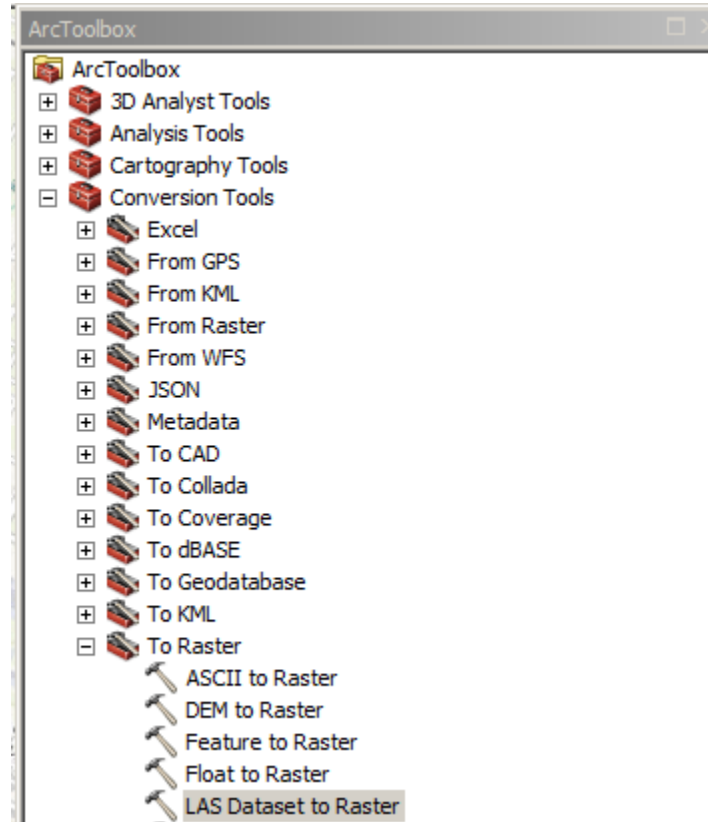 ArcToolbox
ArcToolbox
3D Analyst Tools
Analysis Tools
Cartography Tools
Conversion Tools
Excel
From GPS
From KML
From Raster
From WFS
JSON
Metadata
To CAD
To Collada
To Coverage
To dBASE
To Geodatabase
To KML
To Raster
ASCII to Raster
DEM to Raster
Feature to Raster
Float to Raster
LAS Dataset to Raster